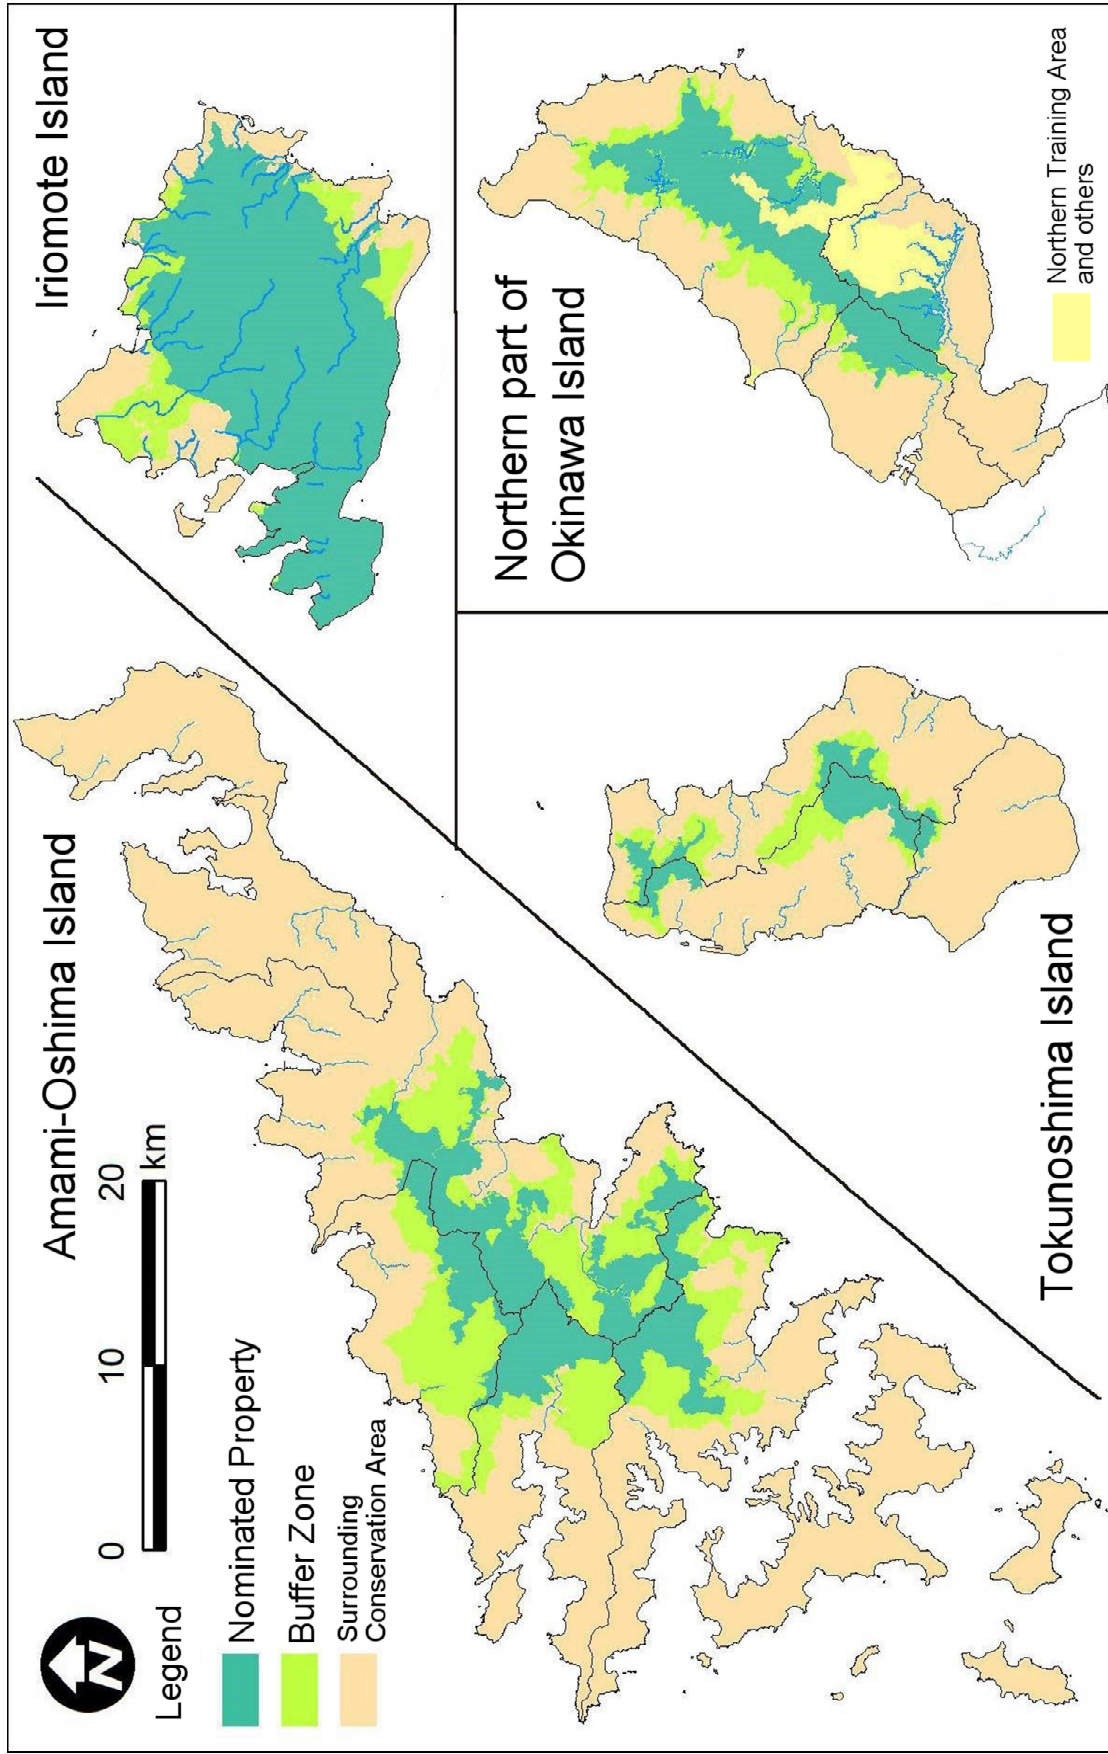 Amami-Oshima Island
0 10 20
km
N
Legend
Nominated Property
Buffer Zone
Surrounding
Conservation Area
Iriomote Island
Northern part of
Okinawa Island
Northern Training Area
and others
Tokunoshima Island